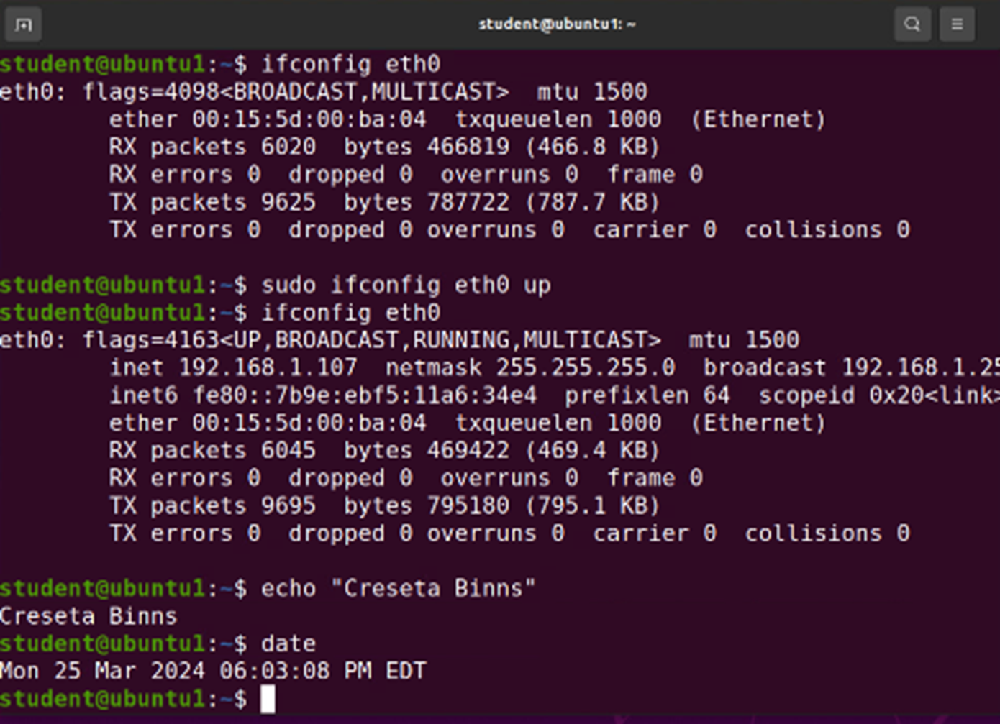 student@ubuntu1: ~
student@ubuntu1:~$ ifconfig eth0
eth0: flags=4098<BROADCAST,MULTICAST>  mtu 1500
        ether 00:15:5d:00:ba:04  txqueuelen 1000  (Ethernet)
        RX packets 6020  bytes 466819 (466.8 KB)
        RX errors 0  dropped 0  overruns 0  frame 0
        TX packets 9625  bytes 787722 (787.7 KB)
        TX errors 0  dropped 0 overruns 0  carrier 0  collisions 0
student@ubuntu1:~$ sudo ifconfig eth0 up
student@ubuntu1:~$ ifconfig eth0
eth0: flags=4163<UP,BROADCAST,RUNNING,MULTICAST>  mtu 1500
        inet 192.168.1.107  netmask 255.255.255.0  broadcast 192.168.1.25
        inet6 fe80::7b9e:ebf5:11a6:34e4  prefixlen 64  scopeid 0x20<link>
        ether 00:15:5d:00:ba:04  txqueuelen 1000  (Ethernet)
        RX packets 6045  bytes 469422 (469.4 KB)
        RX errors 0  dropped 0  overruns 0  frame 0
        TX packets 9695  bytes 795180 (795.1 KB)
        TX errors 0  dropped 0 overruns 0  carrier 0  collisions 0
student@ubuntu1:~$ echo "Creseta Binns"
Creseta Binns
student@ubuntu1:~$ date
Mon 25 Mar 2024 06:03:08 PM EDT
student@ubuntu1:~$